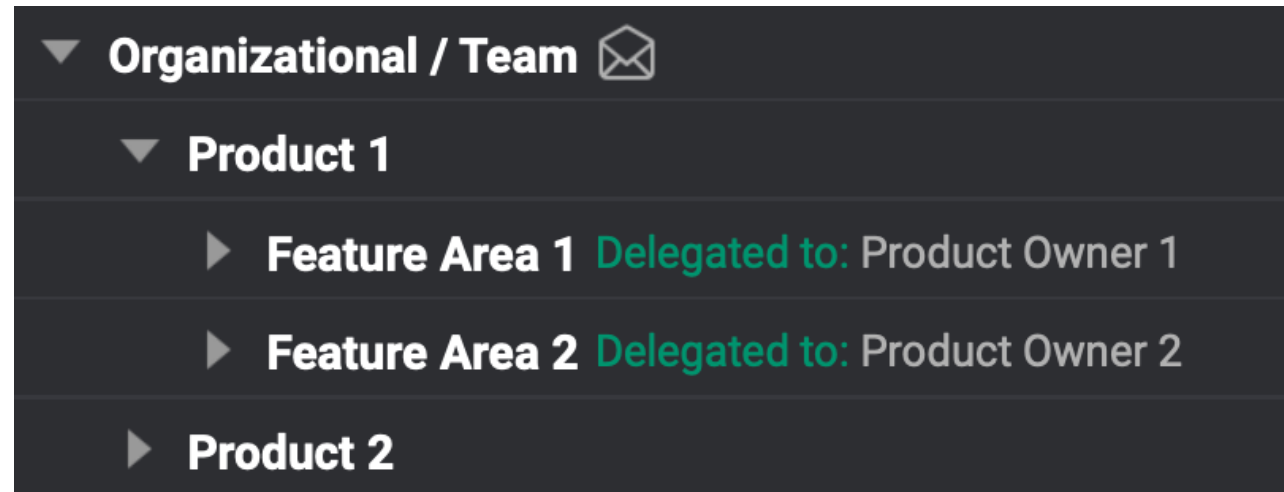 Organizational / Team
Product 1
Feature Area 1 Delegated to: Product Owner 1
Feature Area 2 Delegated to: Product Owner 2
Product 2